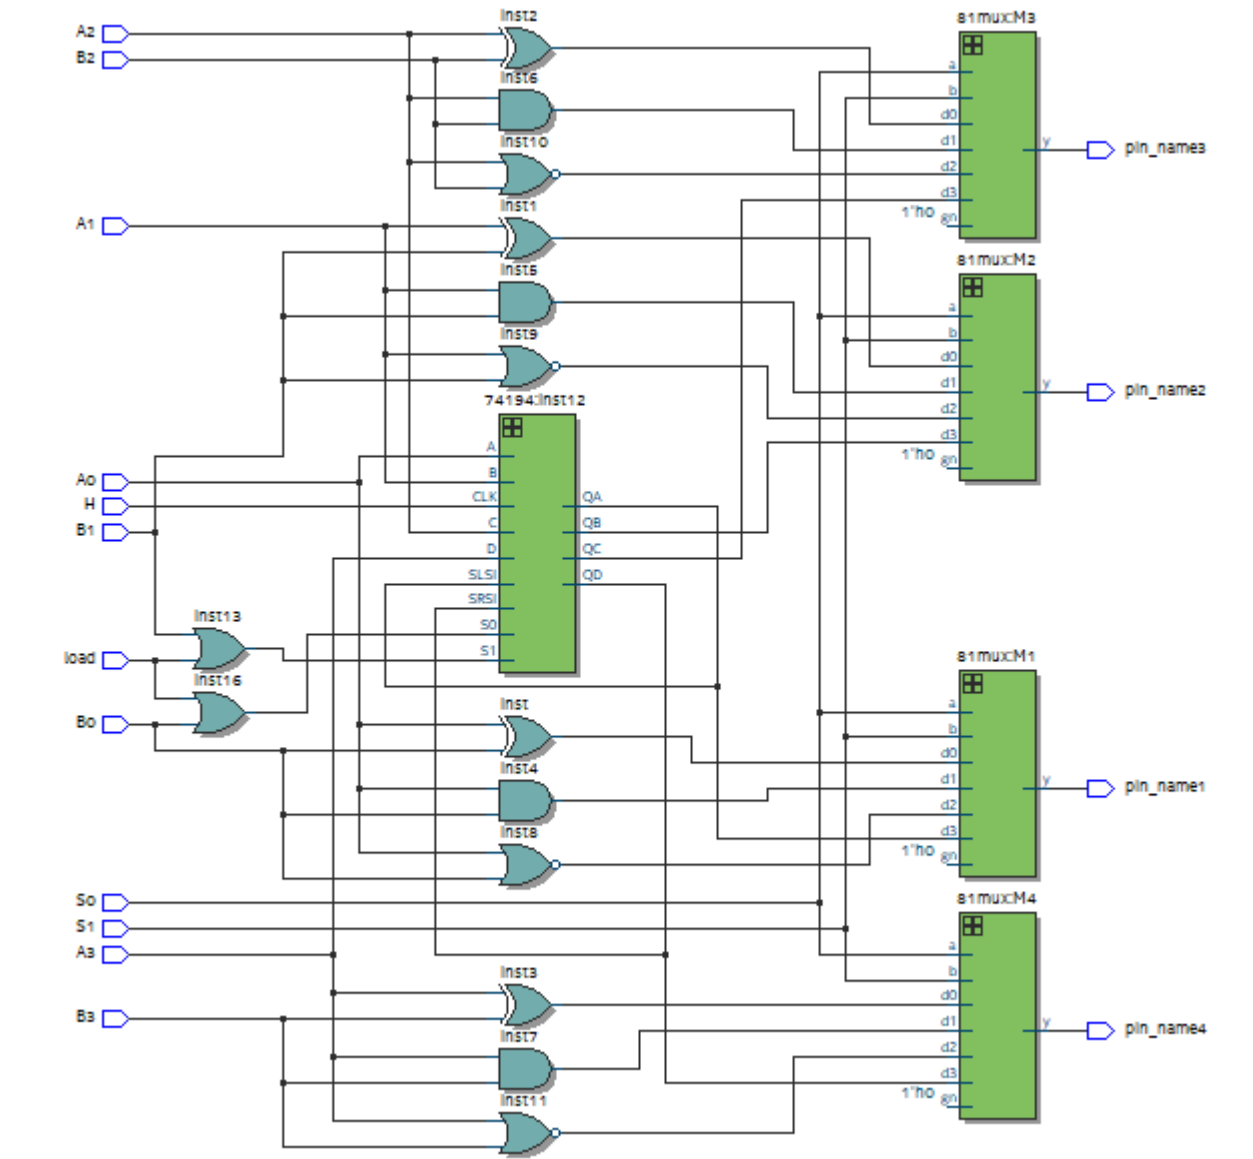 Inst2
81mux:M3
A2
B2
a
Inst6
b
d0
d1
y
pin_name3
Inst10
d2
d3
1'h0
gn
Inst1
A1
81mux:M2
Inst5
a
b
Inst9
d0
d1
y
pin_name2
74194:Inst12
d2
d3
1'h0
gn
A
A0
B
H
CLK
QA
B1
C
QB
D
QC
SLSI
QD
SRSI
Inst13
S0
load
S1
81mux:M1
Inst16
Inst
a
B0
b
d0
Inst4
d1
y
pin_name1
d2
Inst8
d3
1'h0
gn
S0
81mux:M4
S1
A3
a
Inst3
b
d0
B3
d1
y
pin_name4
Inst7
d2
d3
1'h0
Inst11
gn